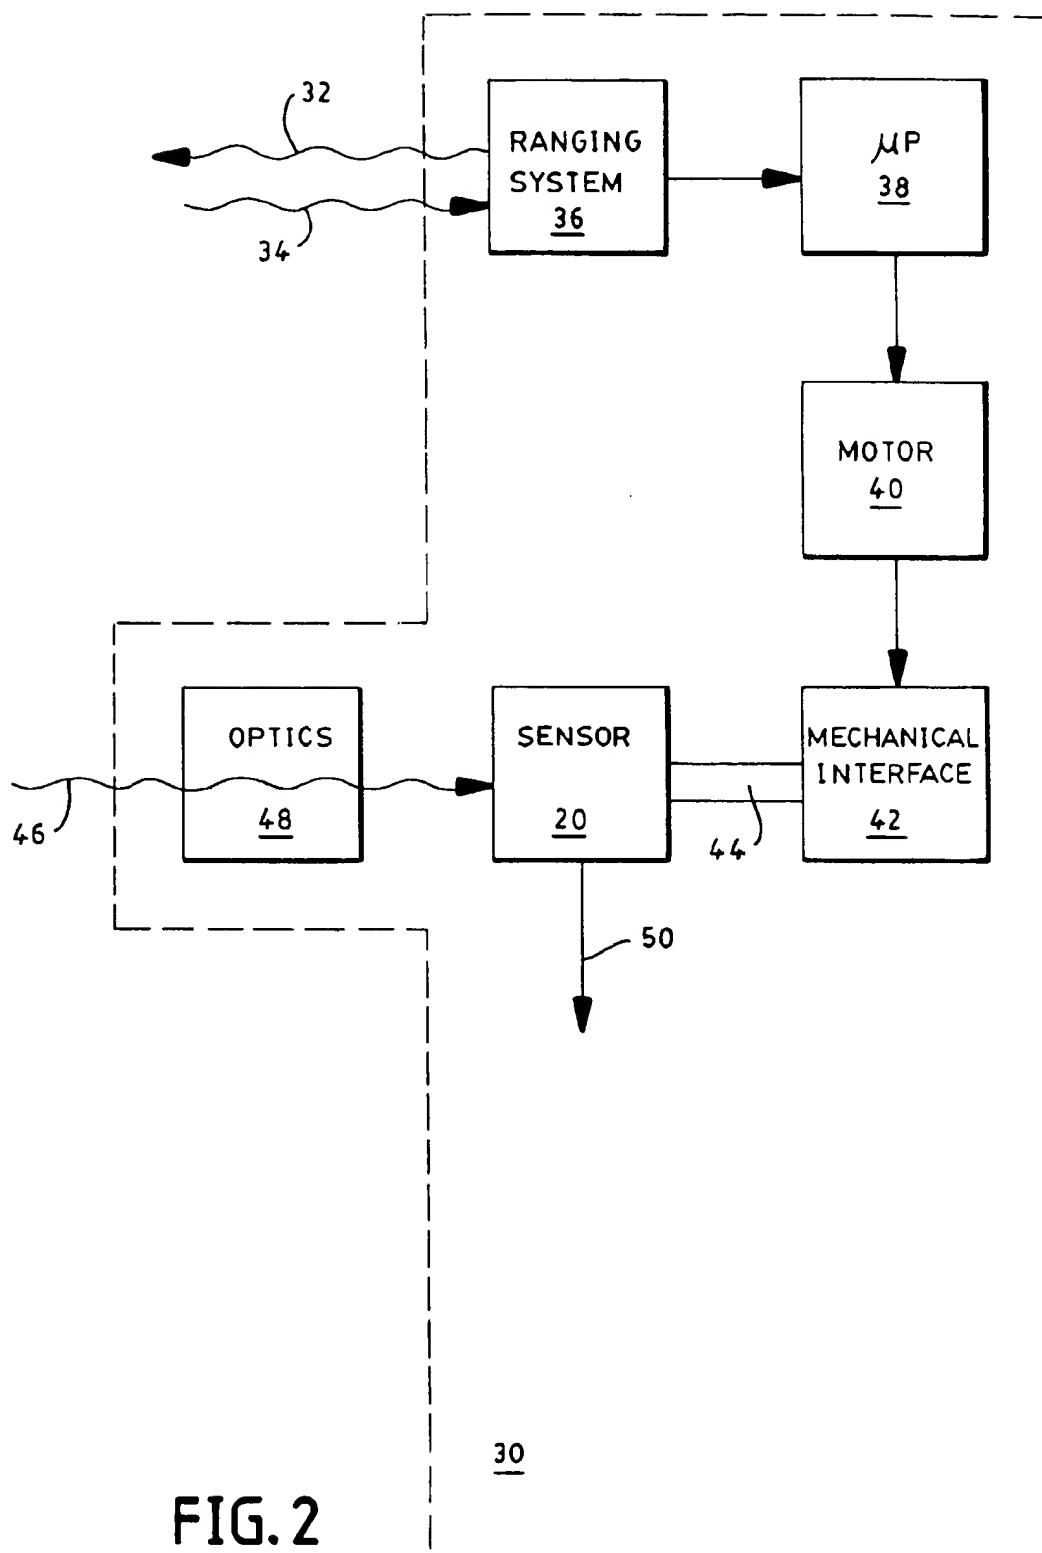 32
RANGING
SYSTEM
36
μP
38
34
MOTOR
40
OPTICS
48
SENSOR
20
MECHANICAL
INTERFACE
42
46
44
50
30
FIG. 2